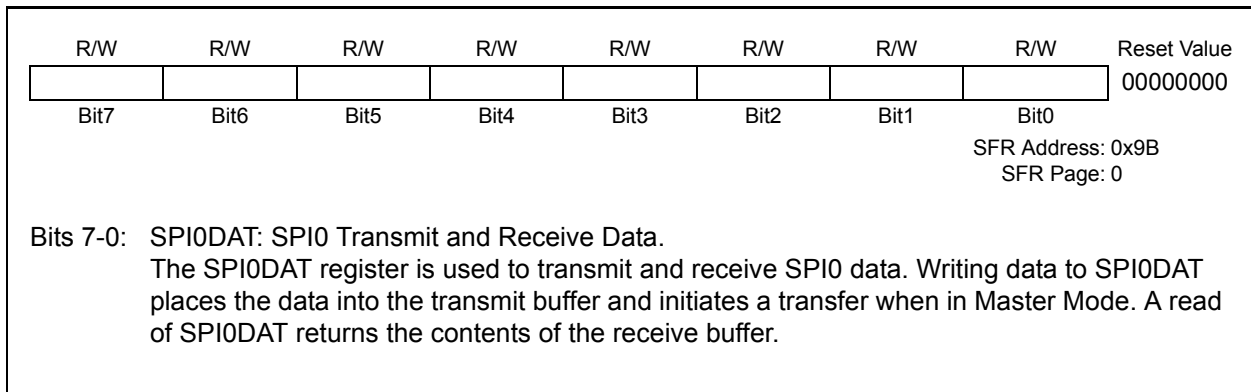 R/W R/W R/W R/W R/W R/W R/W R/W Reset Value
00000000
Bit7 Bit6 Bit5 Bit4 Bit3 Bit2 Bit1 Bit0
SFR Address: 0x9B
SFR Page: 0
Bits 7-0: SPI0DAT: SPI0 Transmit and Receive Data.
The SPI0DAT register is used to transmit and receive SPI0 data. Writing data to SPI0DAT
places the data into the transmit buffer and initiates a transfer when in Master Mode. A read
of SPI0DAT returns the contents of the receive buffer.